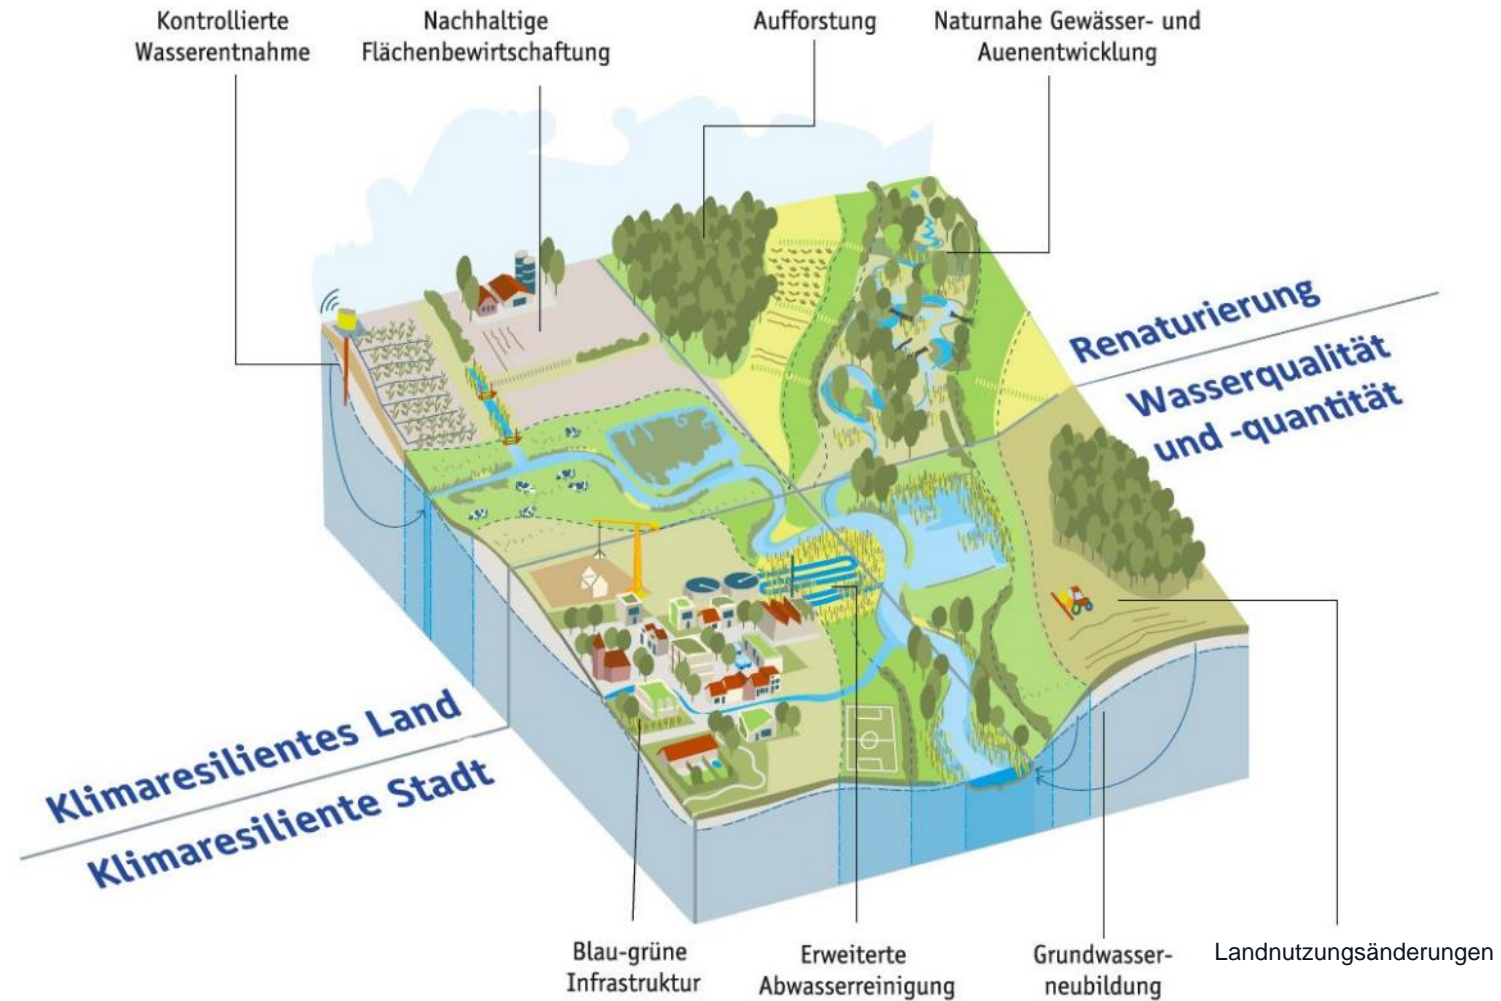 Kontrollierte
Wasserentnahme
Nachhaltige
Flächenbewirtschaftung
Aufforstung
Naturnahe Gewässer- und
Auenentwicklung
Renaturierung
Wasserqualität
und -quantität
Klimaresilientes Land
Klimaresiliente Stadt
Blau-grüne
Infrastruktur
Erweiterte
Abwasserreinigung
Grundwasser-
neubildung
Landnutzungsänderungen